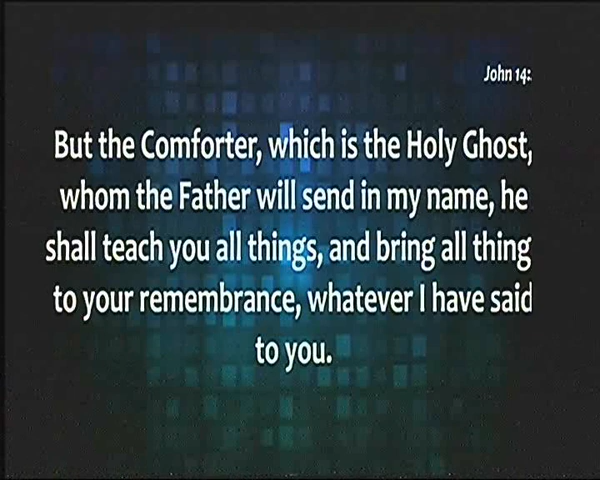 John 14:
But the Comforter, which is the Holy Ghost,
whom the Father will send in my name, he
shall teach you all things, and bring all thing
to your remembrance, whatever I have said
to you.